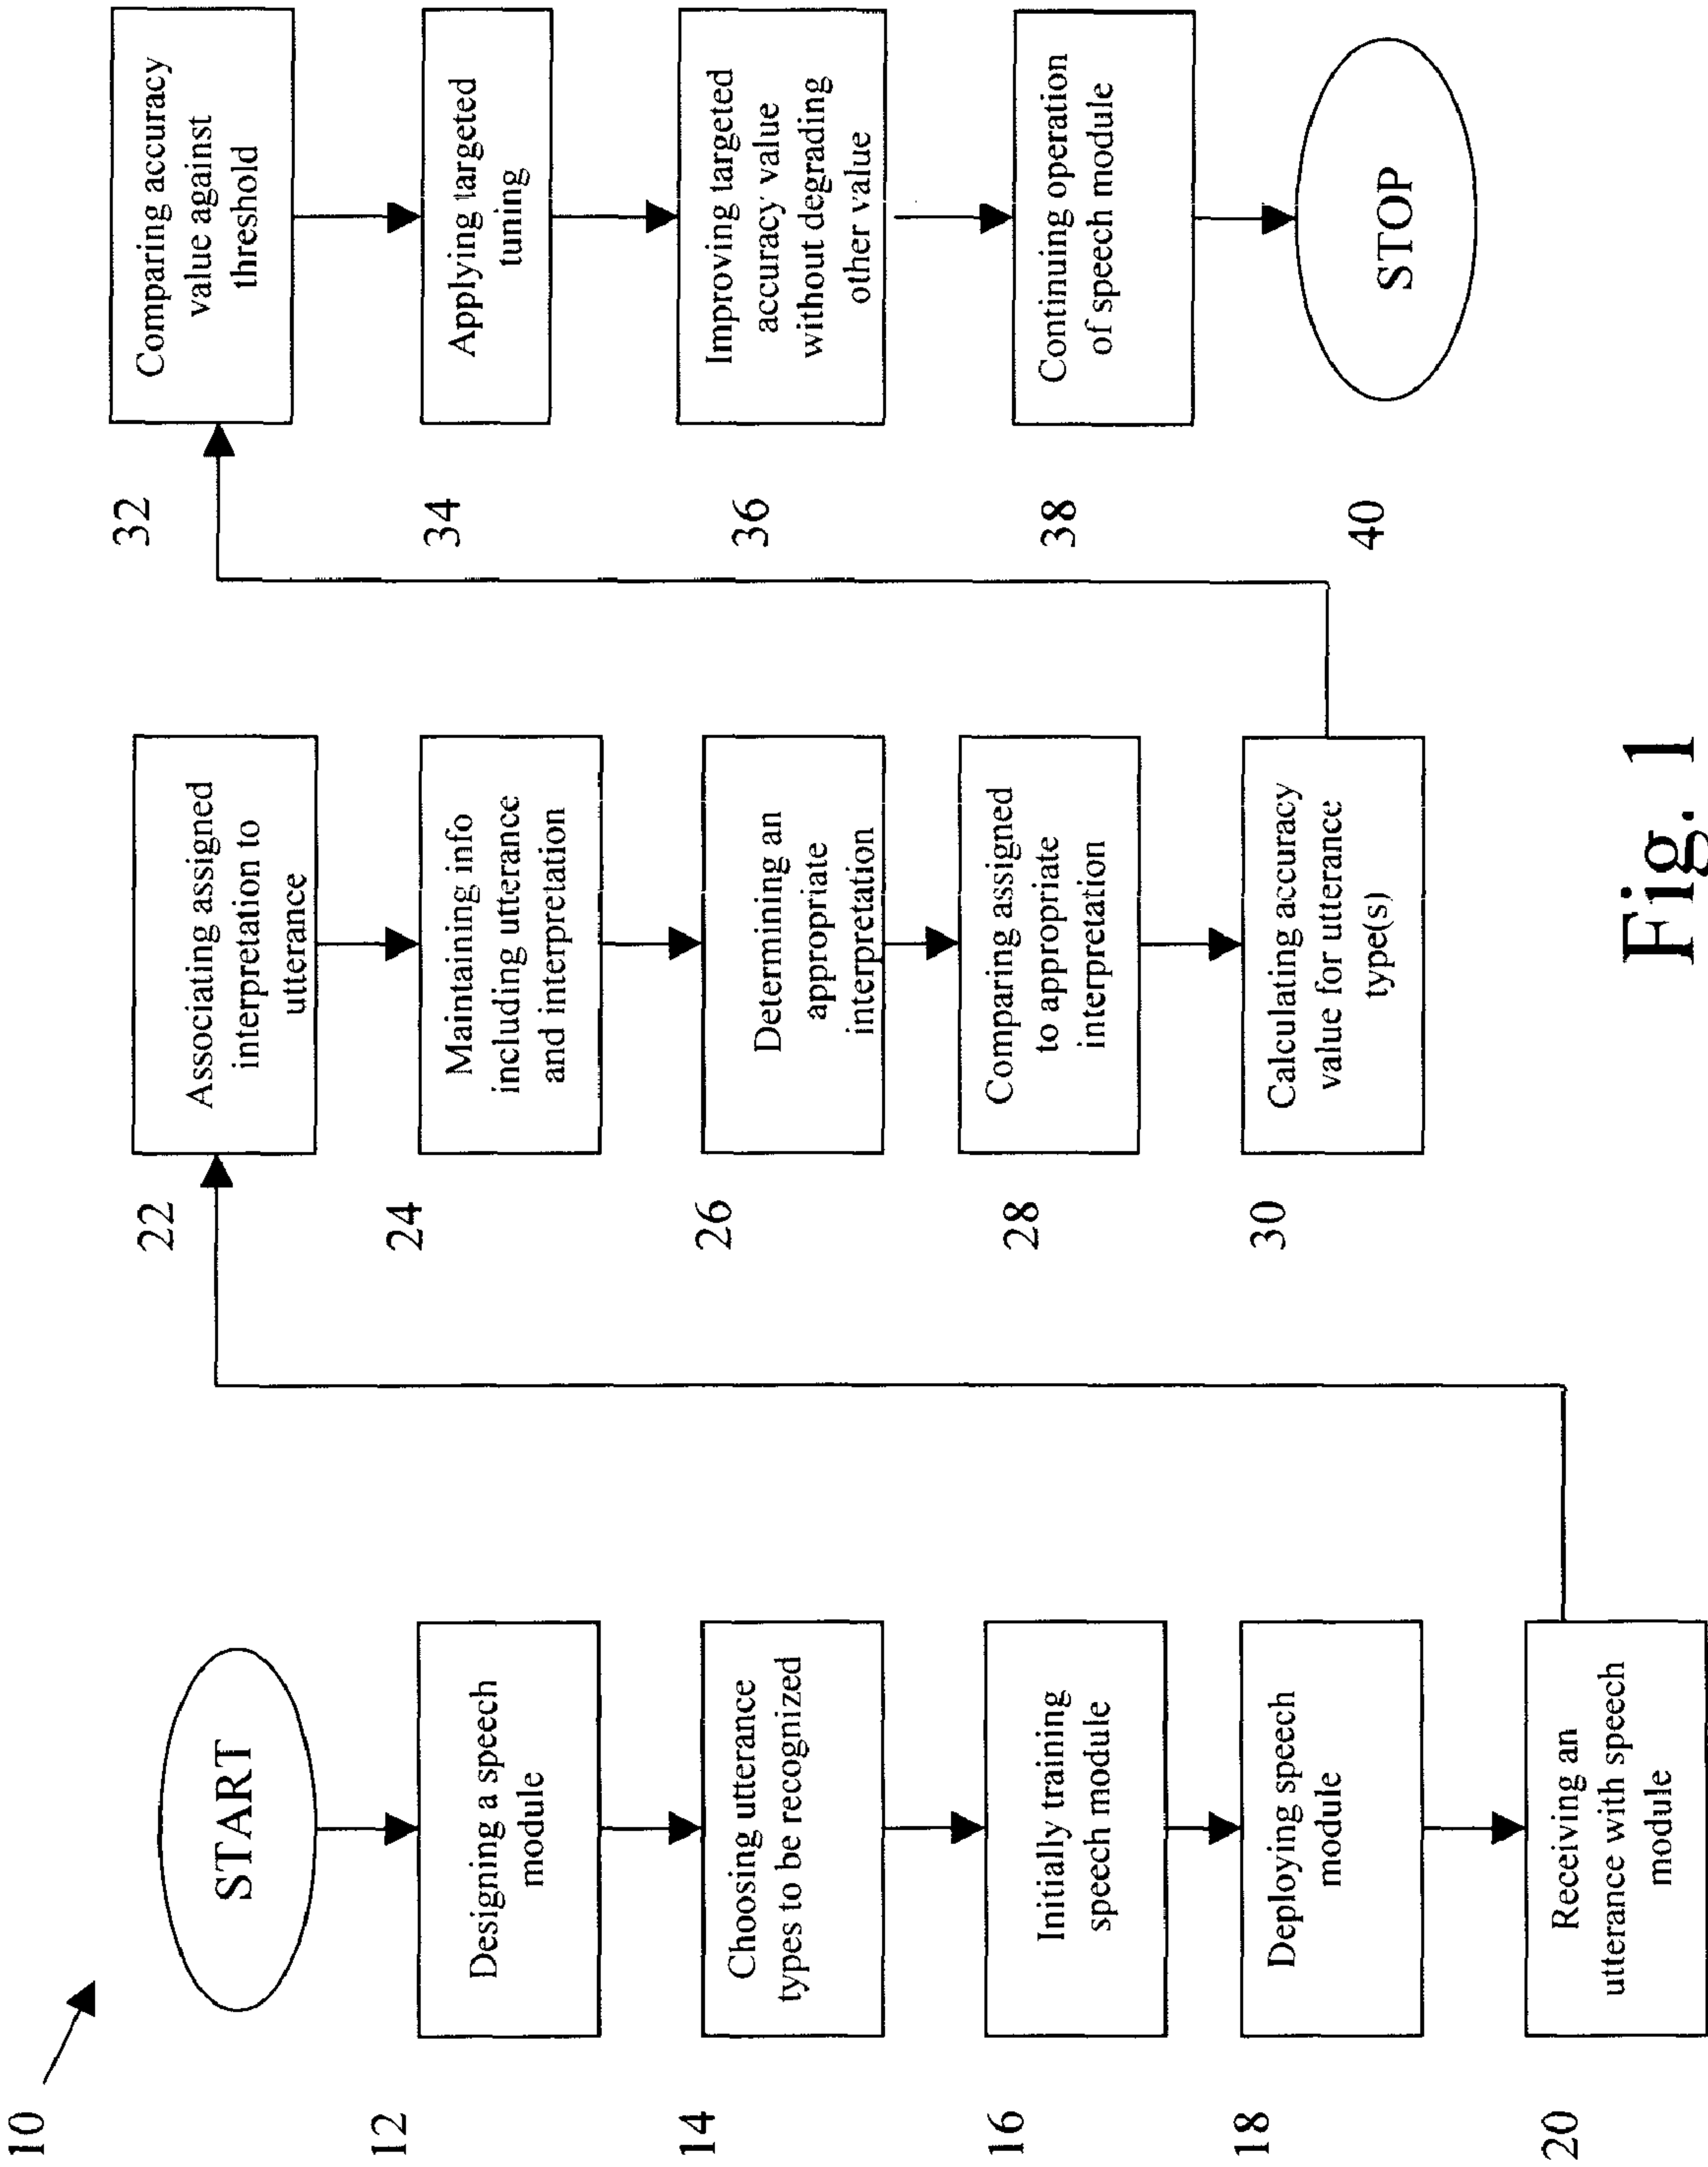 10
START
12
Designing a speech
module
14
Choosing utterance
types to be recognized
16
Initially training
speech module
18
Deploying speech
module
20
Receiving an
utterance with speech
module
22
Associating assigned
interpretation to
utterance
24
Maintaining info
including utterance
and interpretation
26
Determining an
appropriate
interpretation
28
Comparing assigned
to appropriate
interpretation
30
Calculating accuracy
value for utterance
type(s)
32
Comparing accuracy
value against
threshold
34
Applying targeted
tuning
36
Improving targeted
accuracy value
without degrading
other value
38
Continuing operation
of speech module
40
STOP
Fig. 1